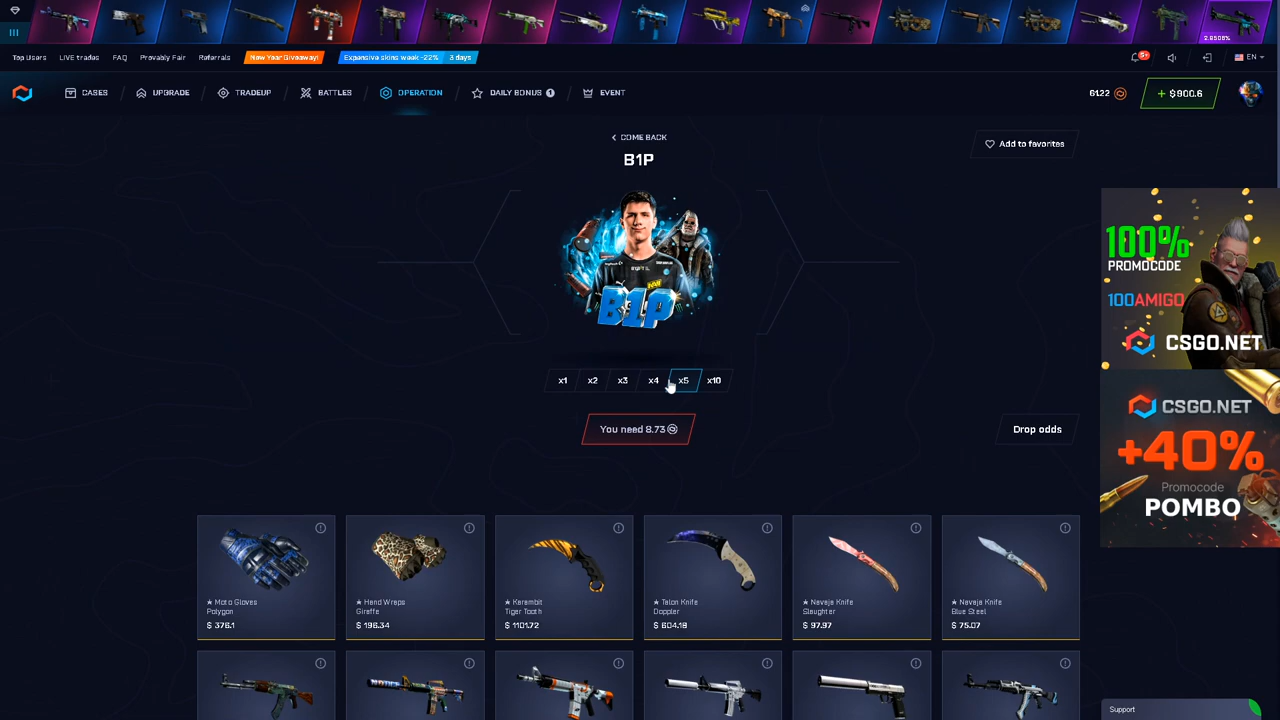 2.9506%
Top Users
LIVE trades
FAQ
Provably Fair
Referrals
New Year Giveaway!
Expensive skins week -22%
3 days
5+
EN
CASES
UPGRADE
TRADEUP
BATTLES
OPERATION
DAILY BONUS 1
EVENT
61.22
+ $900.6
COME BACK
B1P
Add to favorites
B1P
x1
x2
x3
x4
x5
x10
You need 8.73
Drop odds
100%
PROMOCODE
100AMIGO
CSGO.NET
CSGO.NET
+40%
Promocode
POMBO
★ Moto Gloves
Polygon
$ 376.1
★ Hand Wraps
Giraffe
$ 196.34
★ Karambit
Tiger Tooth
$ 1101.72
★ Talon Knife
Doppler
$ 604.18
★ Navaja Knife
Slaughter
$ 97.97
★ Navaja Knife
Blue Steel
$ 75.07
Support